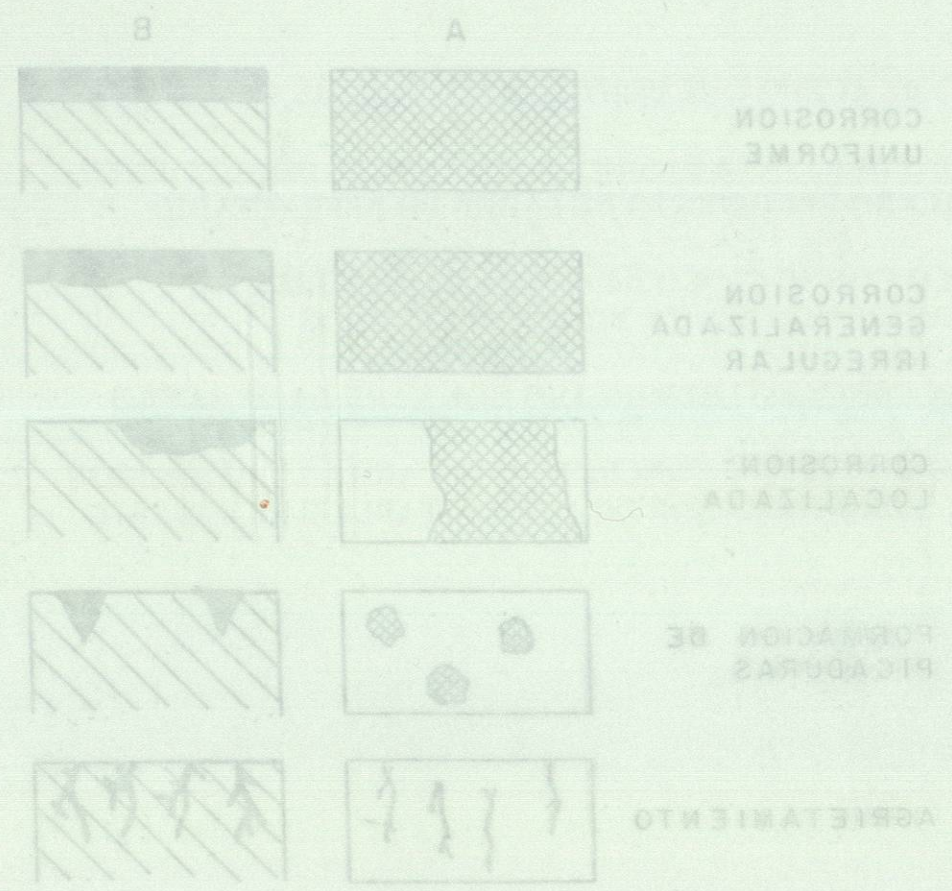 A
B
CORROSION
UNIFORME
CORROSION
GENERALIZADA
IRREGULAR
CORROSION
LOCALIZADA
FORMACION DE
PICADURAS
AGRIETAMIENTO